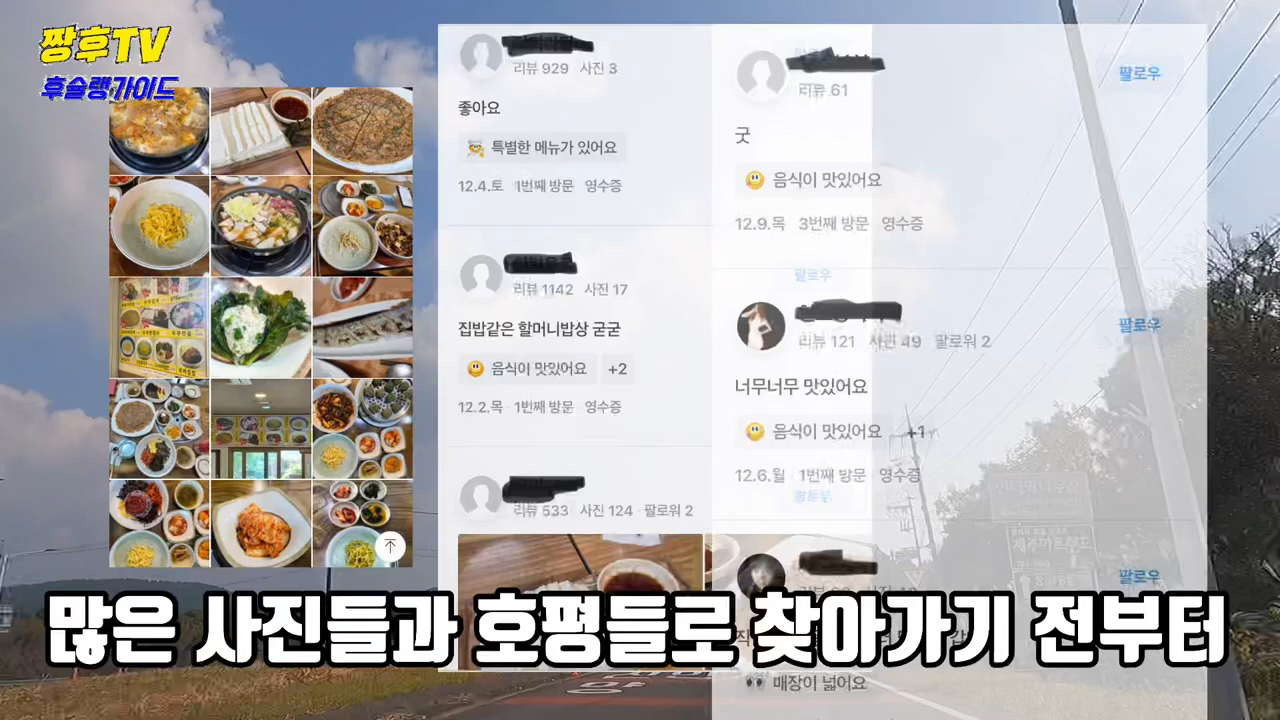 짱후TV
후슐랭가이드
리뷰 929 · 사진 3
좋아요
특별한 메뉴가 있어요
12.4.토 · 1번째 방문 · 영수증
리뷰 1142 · 사진 17
집밥같은 할머니밥상 굳굳
음식이 맛있어요
+2
12.2.목 · 1번째 방문 · 영수증
리뷰 533 · 사진 124 · 팔로워 2
팔로우
리뷰 61
팔로우
굿
음식이 맛있어요
12.9.목 · 3번째 방문 · 영수증
팔로우
리뷰 121 · 사진 49 · 팔로워 2
팔로우
너무너무 맛있어요
음식이 맛있어요
+1
12.6.월 · 1번째 방문 · 영수증
팔로우
팔로우
매장이 넓어요
많은 사진들과 호평들로 찾아가기 전부터